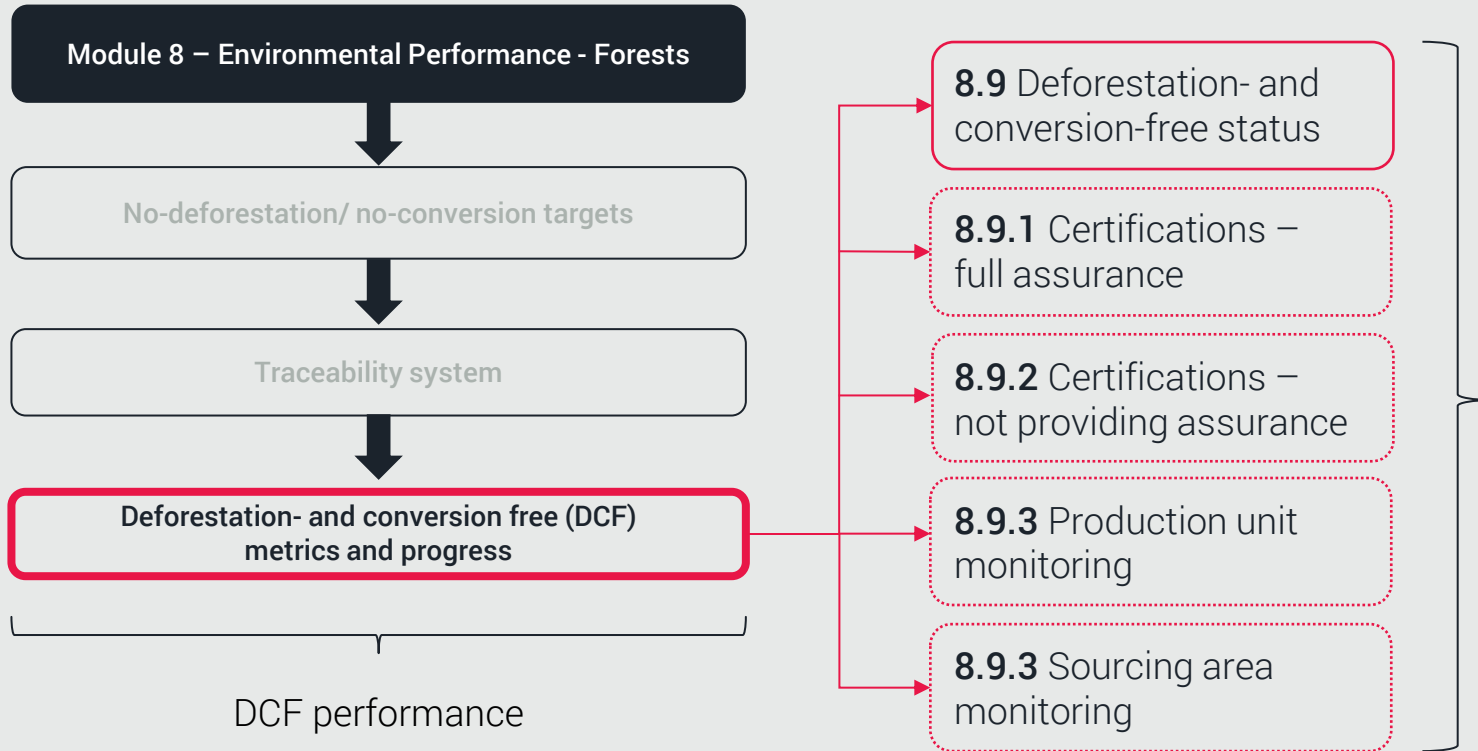 Module 8 – Environmental Performance - Forests
No-deforestation/ no-conversion targets
Traceability system
Deforestation- and conversion free (DCF)
metrics and progress
DCF performance
8.9 Deforestation- and
conversion-free status
8.9.1 Certifications –
full assurance
8.9.2 Certifications –
not providing assurance
8.9.3 Production unit
monitoring
8.9.3 Sourcing area
monitoring